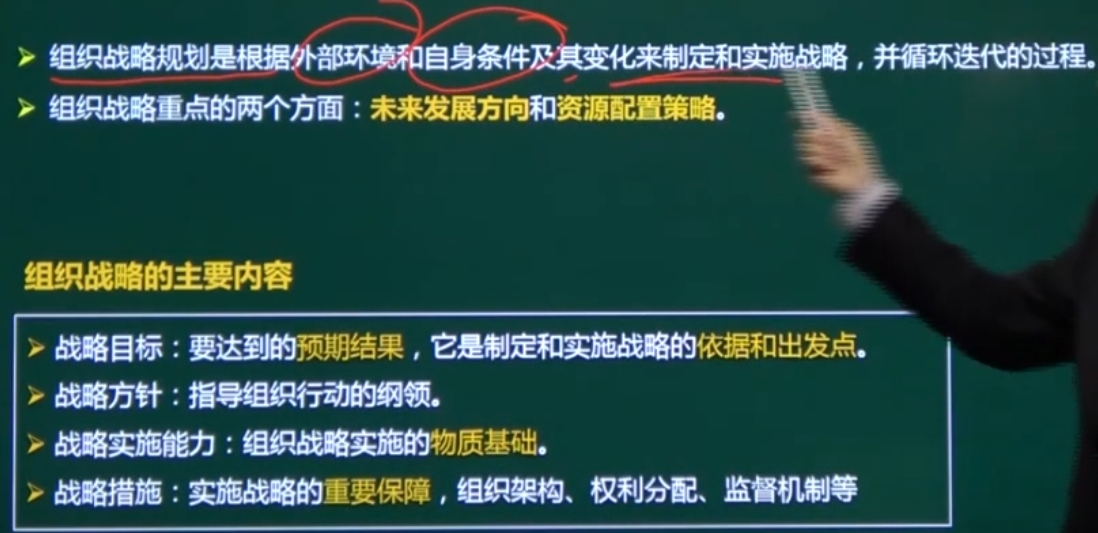 组织战略规划是根据外部环境和自身条件及其变化来制定和实施战略，并循环迭代的过程。
组织战略重点的两个方面：未来发展方向和资源配置策略。
组织战略的主要内容
战略目标：要达到的预期结果，它是制定和实施战略的依据和出发点。
战略方针：指导组织行动的纲领。
战略实施能力：组织战略实施的物质基础。
战略措施：实施战略的重要保障，组织架构、权利分配、监督机制等